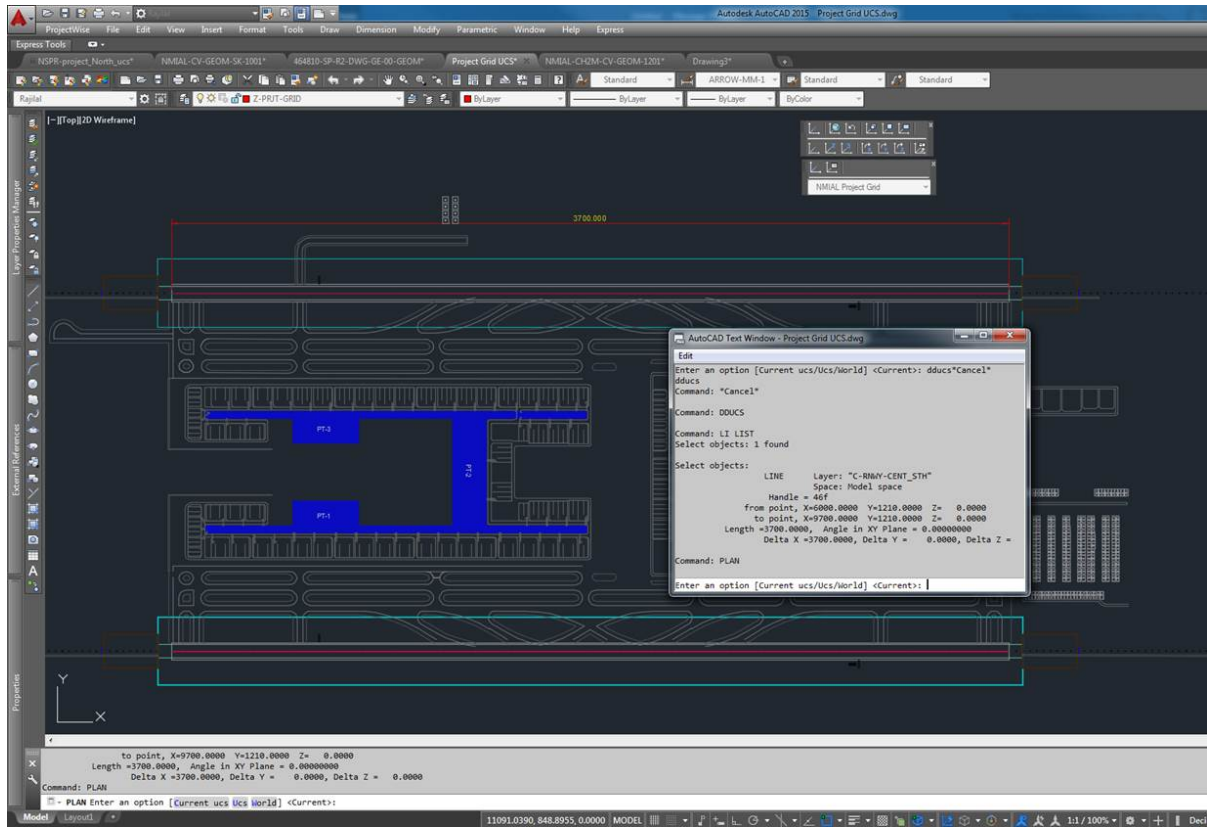 Autodesk AutoCAD 2015 Project Grid UCS.dwg
ProjectWise File Edit View Insert Format Tools Draw Dimension Modify Parametric Window Help Express
Express Tools
NSPR-project_North_ucs* NMIAL-CV-GEOM-SK-1001* 464810-SP-R2-DWG-GE-00-GEOM* Project Grid UCS* NMIAL-CH2M-CV-GEOM-1201* Drawing3*
Standard ARROW-MM-1 Standard Standard
Rajilal Z-PRJT-GRID ByLayer ByLayer ByLayer ByColor
[-][Top][2D Wireframe]
NMIAL Project Grid
Layer Properties Manager
External References
Properties
3700.000
PT-3
PT-2
PT-1
Y
X
AutoCAD Text Window - Project Grid UCS.dwg
Edit
Enter an option [Current ucs/Ucs/World] <Current>: dducs*Cancel*
dducs
Command: *Cancel*
Command: DDUCS
Command: LI LIST
Select objects: 1 found
Select objects:
LINE Layer: "C-RNWY-CENT_STH"
Space: Model space
Handle = 46f
from point, X=6000.0000 Y=1210.0000 Z= 0.0000
to point, X=9700.0000 Y=1210.0000 Z= 0.0000
Length =3700.0000, Angle in XY Plane = 0.00000000
Delta X =3700.0000, Delta Y = 0.0000, Delta Z =
Command: PLAN
Enter an option [Current ucs/Ucs/World] <Current>:
to point, X=9700.0000 Y=1210.0000 Z= 0.0000
Length =3700.0000, Angle in XY Plane = 0.00000000
Delta X =3700.0000, Delta Y = 0.0000, Delta Z = 0.0000
Command: PLAN
PLAN Enter an option [Current ucs Ucs World] <Current>:
Model Layout1 11091.0390, 848.8955, 0.0000 MODEL 1:1 / 100% Deci